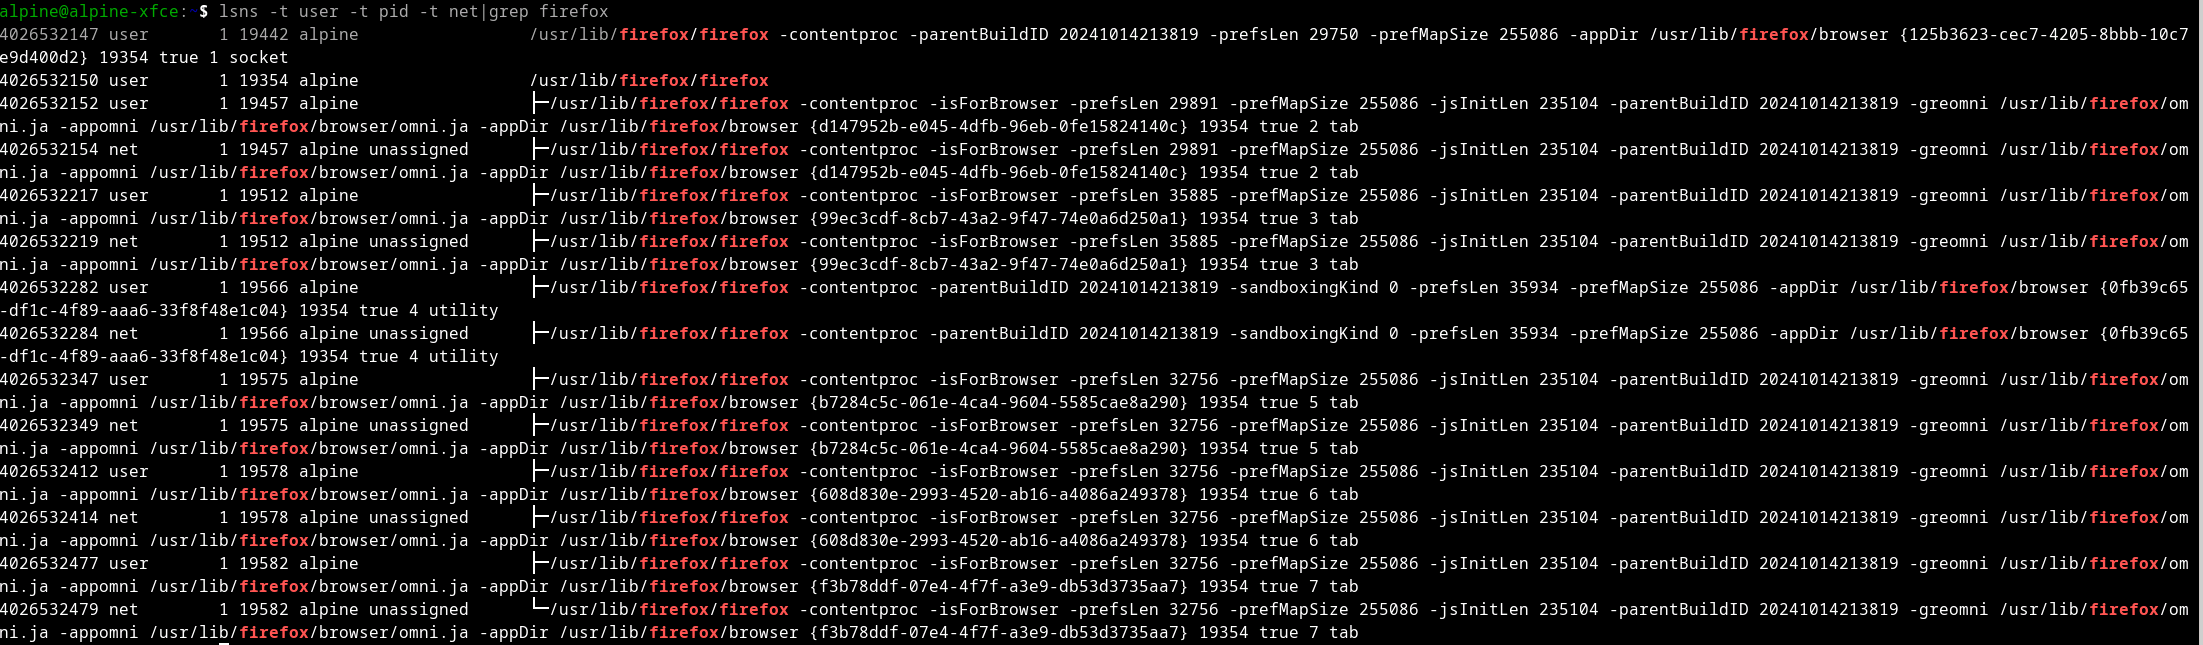 alpine@alpine-xfce:~$ lsns -t user -t pid -t net|grep firefox
4026532147 user       1 19442 alpine                 /usr/lib/firefox/firefox -contentproc -parentBuildID 20241014213819 -prefsLen 29750 -prefMapSize 255086 -appDir /usr/lib/firefox/browser {125b3623-cec7-4205-8bbb-10c7
e9d400d2} 19354 true 1 socket
4026532150 user       1 19354 alpine                 /usr/lib/firefox/firefox
4026532152 user       1 19457 alpine                 ├─/usr/lib/firefox/firefox -contentproc -isForBrowser -prefsLen 29891 -prefMapSize 255086 -jsInitLen 235104 -parentBuildID 20241014213819 -greomni /usr/lib/firefox/om
ni.ja -appomni /usr/lib/firefox/browser/omni.ja -appDir /usr/lib/firefox/browser {d147952b-e045-4dfb-96eb-0fe15824140c} 19354 true 2 tab
4026532154 net        1 19457 alpine unassigned      ├─/usr/lib/firefox/firefox -contentproc -isForBrowser -prefsLen 29891 -prefMapSize 255086 -jsInitLen 235104 -parentBuildID 20241014213819 -greomni /usr/lib/firefox/om
ni.ja -appomni /usr/lib/firefox/browser/omni.ja -appDir /usr/lib/firefox/browser {d147952b-e045-4dfb-96eb-0fe15824140c} 19354 true 2 tab
4026532217 user       1 19512 alpine                 ├─/usr/lib/firefox/firefox -contentproc -isForBrowser -prefsLen 35885 -prefMapSize 255086 -jsInitLen 235104 -parentBuildID 20241014213819 -greomni /usr/lib/firefox/om
ni.ja -appomni /usr/lib/firefox/browser/omni.ja -appDir /usr/lib/firefox/browser {99ec3cdf-8cb7-43a2-9f47-74e0a6d250a1} 19354 true 3 tab
4026532219 net        1 19512 alpine unassigned      ├─/usr/lib/firefox/firefox -contentproc -isForBrowser -prefsLen 35885 -prefMapSize 255086 -jsInitLen 235104 -parentBuildID 20241014213819 -greomni /usr/lib/firefox/om
ni.ja -appomni /usr/lib/firefox/browser/omni.ja -appDir /usr/lib/firefox/browser {99ec3cdf-8cb7-43a2-9f47-74e0a6d250a1} 19354 true 3 tab
4026532282 user       1 19566 alpine                 ├─/usr/lib/firefox/firefox -contentproc -parentBuildID 20241014213819 -sandboxingKind 0 -prefsLen 35934 -prefMapSize 255086 -appDir /usr/lib/firefox/browser {0fb39c65
-df1c-4f89-aaa6-33f8f48e1c04} 19354 true 4 utility
4026532284 net        1 19566 alpine unassigned      ├─/usr/lib/firefox/firefox -contentproc -parentBuildID 20241014213819 -sandboxingKind 0 -prefsLen 35934 -prefMapSize 255086 -appDir /usr/lib/firefox/browser {0fb39c65
-df1c-4f89-aaa6-33f8f48e1c04} 19354 true 4 utility
4026532347 user       1 19575 alpine                 ├─/usr/lib/firefox/firefox -contentproc -isForBrowser -prefsLen 32756 -prefMapSize 255086 -jsInitLen 235104 -parentBuildID 20241014213819 -greomni /usr/lib/firefox/om
ni.ja -appomni /usr/lib/firefox/browser/omni.ja -appDir /usr/lib/firefox/browser {b7284c5c-061e-4ca4-9604-5585cae8a290} 19354 true 5 tab
4026532349 net        1 19575 alpine unassigned      ├─/usr/lib/firefox/firefox -contentproc -isForBrowser -prefsLen 32756 -prefMapSize 255086 -jsInitLen 235104 -parentBuildID 20241014213819 -greomni /usr/lib/firefox/om
ni.ja -appomni /usr/lib/firefox/browser/omni.ja -appDir /usr/lib/firefox/browser {b7284c5c-061e-4ca4-9604-5585cae8a290} 19354 true 5 tab
4026532412 user       1 19578 alpine                 ├─/usr/lib/firefox/firefox -contentproc -isForBrowser -prefsLen 32756 -prefMapSize 255086 -jsInitLen 235104 -parentBuildID 20241014213819 -greomni /usr/lib/firefox/om
ni.ja -appomni /usr/lib/firefox/browser/omni.ja -appDir /usr/lib/firefox/browser {608d830e-2993-4520-ab16-a4086a249378} 19354 true 6 tab
4026532414 net        1 19578 alpine unassigned      ├─/usr/lib/firefox/firefox -contentproc -isForBrowser -prefsLen 32756 -prefMapSize 255086 -jsInitLen 235104 -parentBuildID 20241014213819 -greomni /usr/lib/firefox/om
ni.ja -appomni /usr/lib/firefox/browser/omni.ja -appDir /usr/lib/firefox/browser {608d830e-2993-4520-ab16-a4086a249378} 19354 true 6 tab
4026532477 user       1 19582 alpine                 ├─/usr/lib/firefox/firefox -contentproc -isForBrowser -prefsLen 32756 -prefMapSize 255086 -jsInitLen 235104 -parentBuildID 20241014213819 -greomni /usr/lib/firefox/om
ni.ja -appomni /usr/lib/firefox/browser/omni.ja -appDir /usr/lib/firefox/browser {f3b78ddf-07e4-4f7f-a3e9-db53d3735aa7} 19354 true 7 tab
4026532479 net        1 19582 alpine unassigned      └─/usr/lib/firefox/firefox -contentproc -isForBrowser -prefsLen 32756 -prefMapSize 255086 -jsInitLen 235104 -parentBuildID 20241014213819 -greomni /usr/lib/firefox/om
ni.ja -appomni /usr/lib/firefox/browser/omni.ja -appDir /usr/lib/firefox/browser {f3b78ddf-07e4-4f7f-a3e9-db53d3735aa7} 19354 true 7 tab